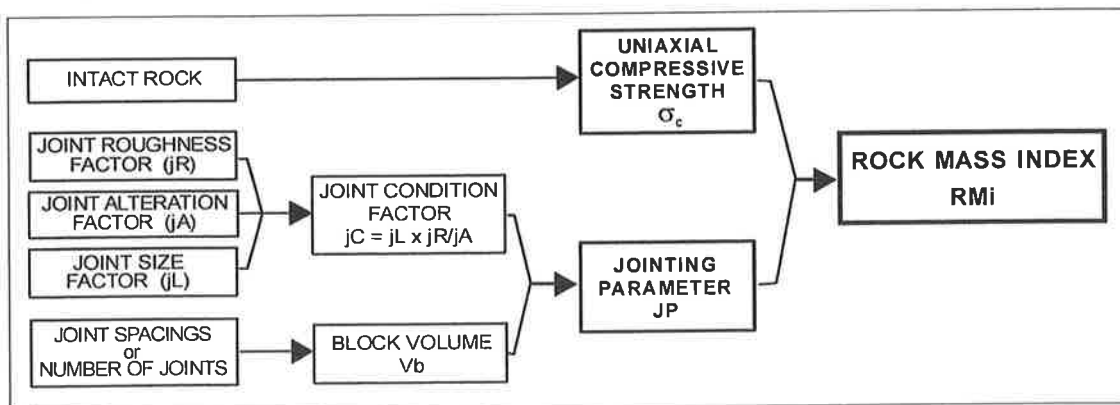 INTACT ROCK
UNIAXIAL
COMPRESSIVE
STRENGTH
σc
JOINT ROUGHNESS
FACTOR (jR)
JOINT ALTERATION
FACTOR (jA)
JOINT SIZE
FACTOR (jL)
JOINT CONDITION
FACTOR
jC = jL x jR/jA
JOINT SPACINGS
or
NUMBER OF JOINTS
BLOCK VOLUME
Vb
JOINTING
PARAMETER
JP
ROCK MASS INDEX
RMi